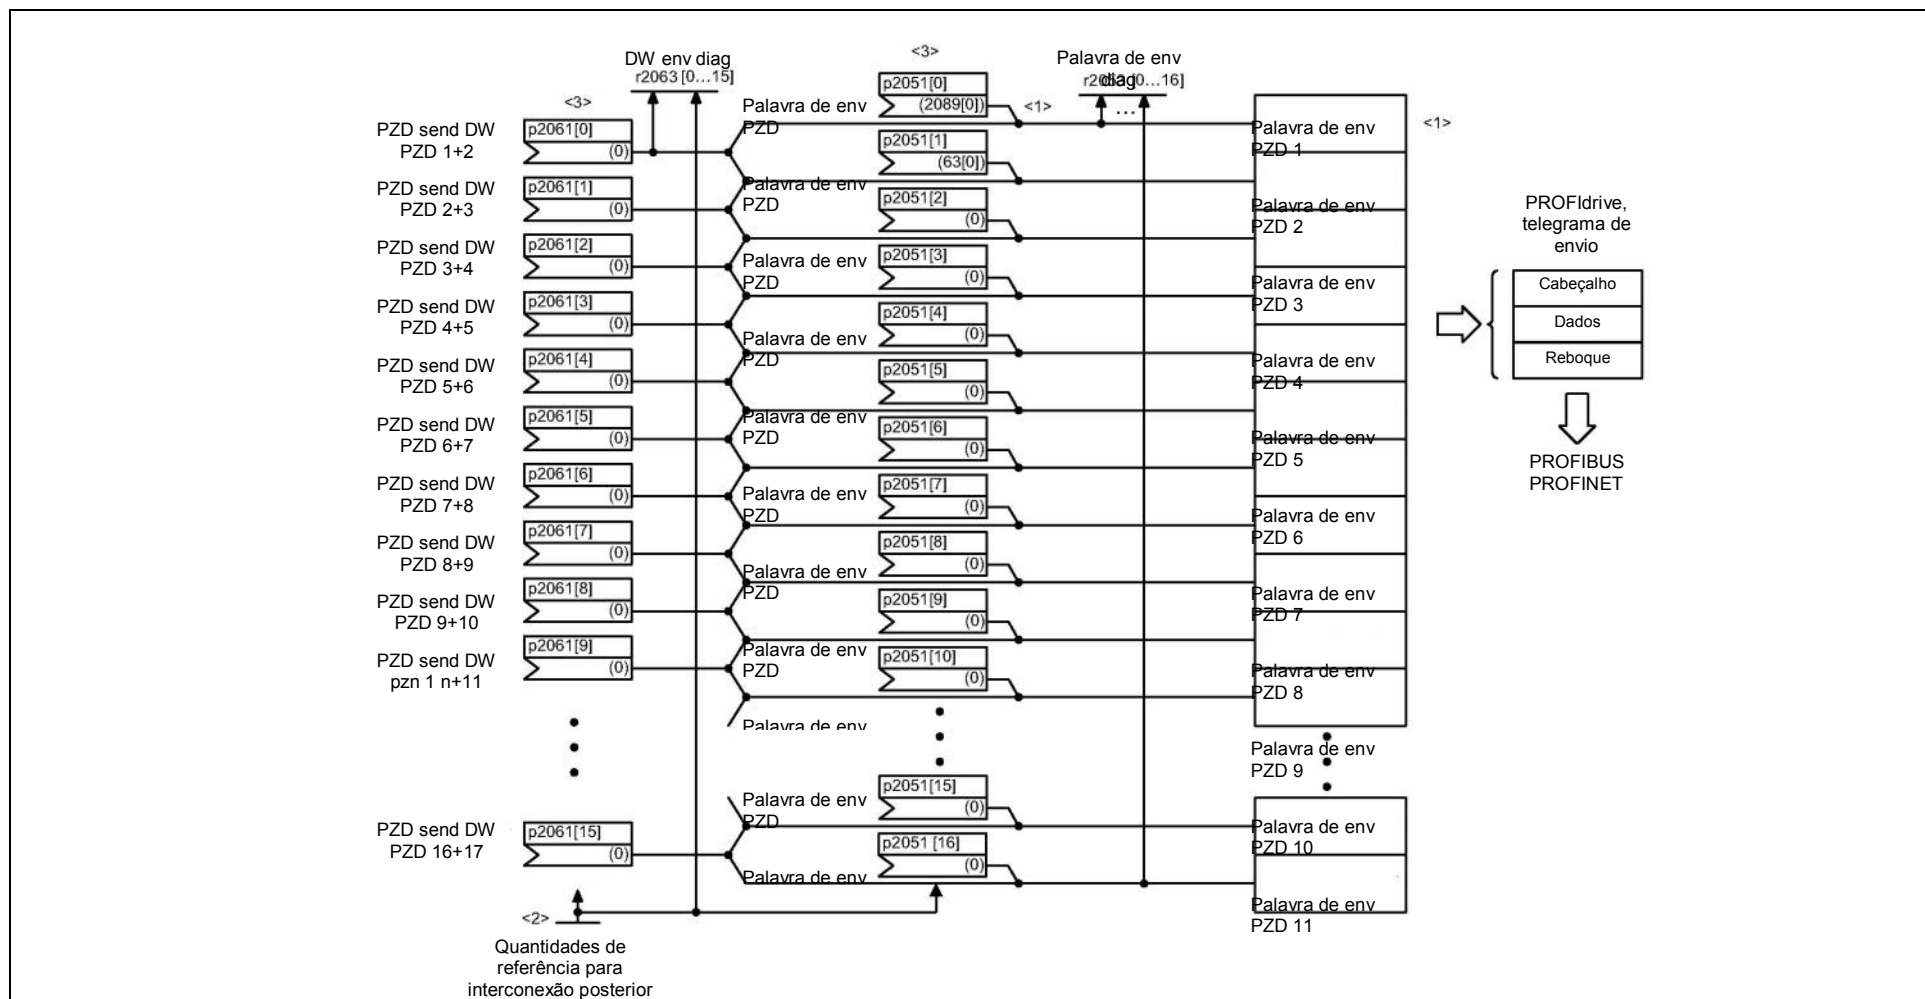 DW env diag
r2063 [0...15]
<3>
PZD send DW
PZD 1+2
p2061[0]
(0)
PZD send DW
PZD 2+3
p2061[1]
(0)
PZD send DW
PZD 3+4
p2061[2]
(0)
PZD send DW
PZD 4+5
p2061[3]
(0)
PZD send DW
PZD 5+6
p2061[4]
(0)
PZD send DW
PZD 6+7
p2061[5]
(0)
PZD send DW
PZD 7+8
p2061[6]
(0)
PZD send DW
PZD 8+9
p2061[7]
(0)
PZD send DW
PZD 9+10
p2061[8]
(0)
PZD send DW
pzn 1 n+11
p2061[9]
(0)
PZD send DW
PZD 16+17
p2061[15]
(0)
<2>
Quantidades de
referência para
interconexão posterior
Palavra de env
PZD
Palavra de env
PZD
Palavra de env
PZD
Palavra de env
PZD
Palavra de env
PZD
Palavra de env
PZD
Palavra de env
PZD
Palavra de env
PZD
Palavra de env
Palavra de env
PZD
Palavra de env
<3>
p2051[0]
(2089[0])
<1>
p2051[1]
(63[0])
p2051[2]
(0)
p2051[3]
(0)
p2051[4]
(0)
p2051[5]
(0)
p2051[6]
(0)
p2051[7]
(0)
p2051[8]
(0)
p2051[9]
(0)
p2051[10]
(0)
p2051[15]
(0)
p2051 [16]
(0)
Palavra de env
diag
[0...16]
...
Palavra de env
PZD 1
<1>
Palavra de env
PZD 2
Palavra de env
PZD 3
Palavra de env
PZD 4
Palavra de env
PZD 5
Palavra de env
PZD 6
Palavra de env
PZD 7
Palavra de env
PZD 8
Palavra de env
PZD 9
Palavra de env
PZD 10
Palavra de env
PZD 11
PROFIdrive,
telegrama de
envio
Cabeçalho
Dados
Reboque
PROFIBUS
PROFINET